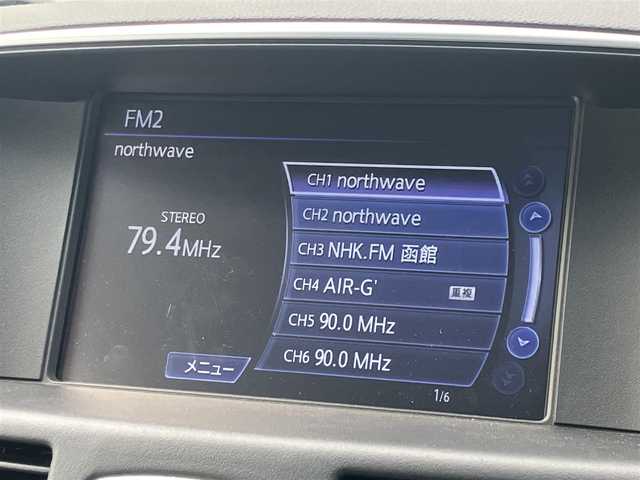 FM2
northwave
STEREO
79.4MHz
CH1 northwave
CH2 northwave
CH3 NHK.FM 函館
CH4 AIR-G' 重複
CH5 90.0 MHz
CH6 90.0 MHz
メニュー
1/6